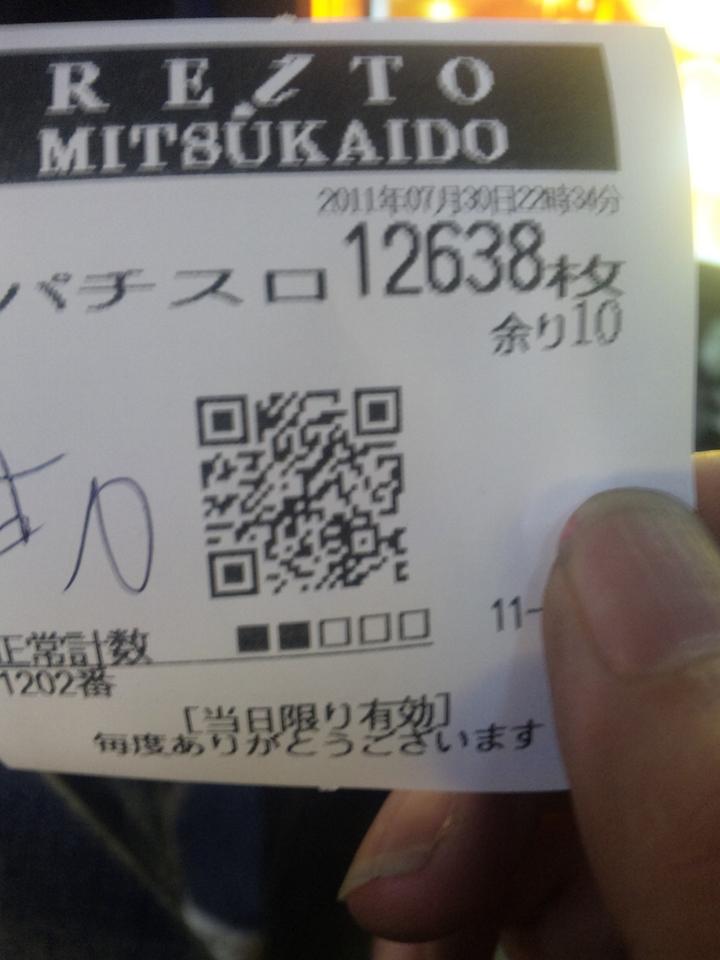 REZTO
MITSUKAIDO
2011年07月30日22時34分
パチスロ12638枚
余り10
正常計数
11-
1202番
[当日限り有効]
毎度ありがとうございます